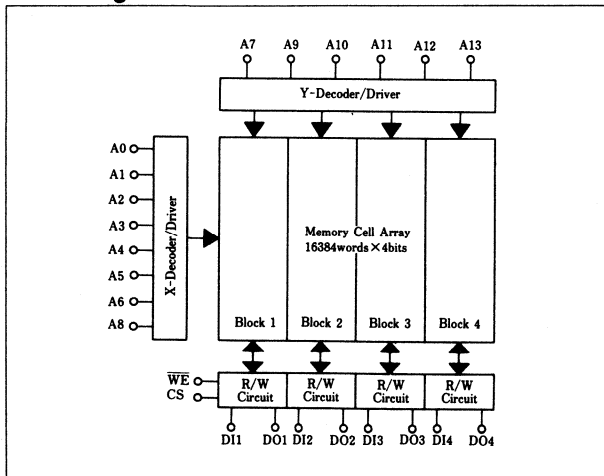 A7 A9 A10 A11 A12 A13
Y-Decoder/Driver
A0
A1
A2
A3
A4
A5
A6
A8
X-Decoder/Driver
Memory Cell Array
16384words×4bits
Block 1 Block 2 Block 3 Block 4
WE
CS
R/W Circuit
R/W Circuit
R/W Circuit
R/W Circuit
DI1 DO1 DI2 DO2 DI3 DO3 DI4 DO4